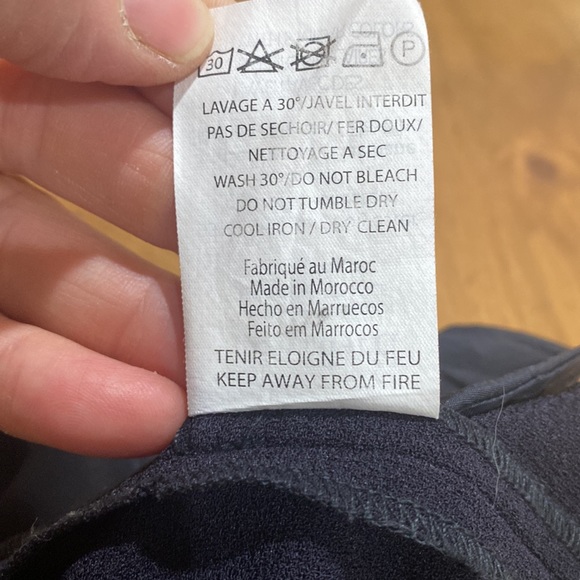 30 P
LAVAGE A 30°/JAVEL INTERDIT
PAS DE SECHOIR/ FER DOUX/
NETTOYAGE A SEC
WASH 30°/DO NOT BLEACH
DO NOT TUMBLE DRY
COOL IRON / DRY CLEAN
Fabriqué au Maroc
Made in Morocco
Hecho en Marruecos
Feito em Marrocos
TENIR ELOIGNE DU FEU
KEEP AWAY FROM FIRE